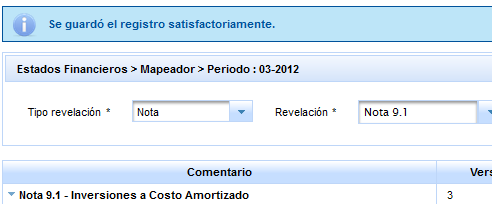 Se guardó el registro satisfactoriamente.
Estados Financieros > Mapeador > Periodo : 03-2012
Tipo revelación * Nota Revelación * Nota 9.1
Comentario Vers
Nota 9.1 - Inversiones a Costo Amortizado 3